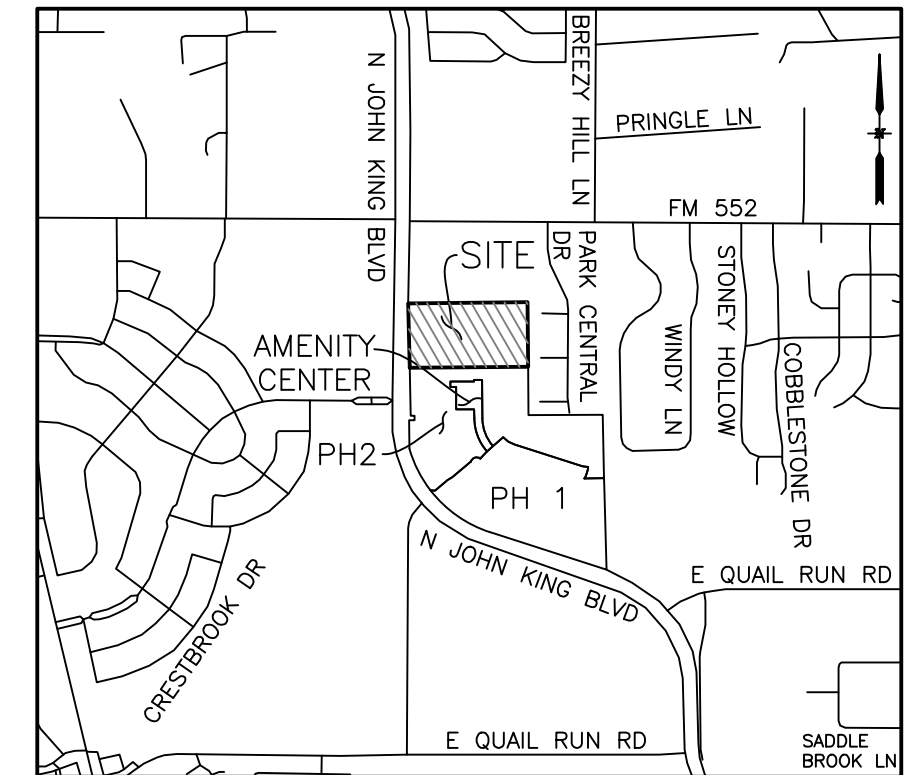 N JOHN KING BLVD
BREEZY HILL LN
PRINGLE LN
FM 552
SITE
PARK CENTRAL
DR
STONEY HOLLOW
WINDY LN
COBBLESTONE DR
AMENITY
CENTER
PH2
PH 1
N JOHN KING BLVD
E QUAIL RUN RD
CRESTBROOK DR
E QUAIL RUN RD
SADDLE
BROOK LN